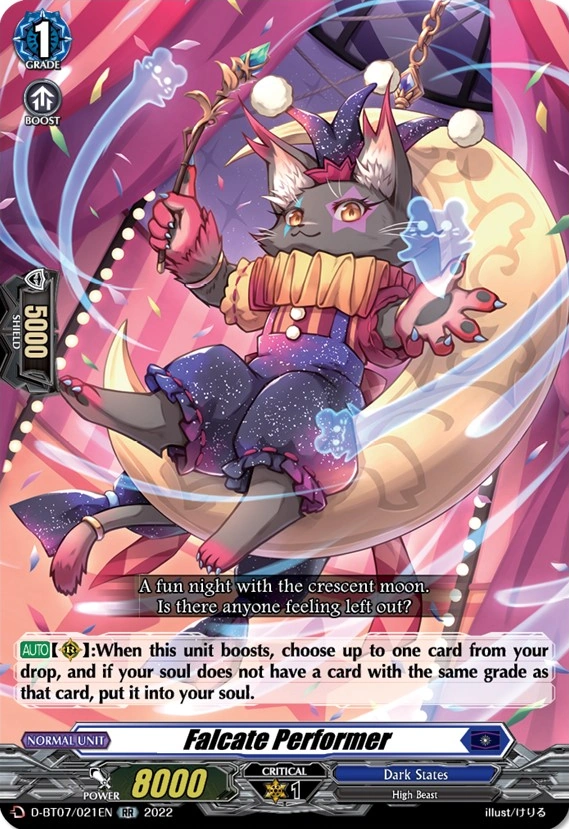 1
GRADE
BOOST
5000
SHIELD
A fun night with the crescent moon.
Is there anyone feeling left out?
AUTO【R】:When this unit boosts, choose up to one card from your
drop, and if your soul does not have a card with the same grade as
that card, put it into your soul.
NORMAL UNIT
Falcate Performer
POWER 8000
CRITICAL
1
Dark States
High Beast
D-BT07/021EN RR 2022
illust/けりる